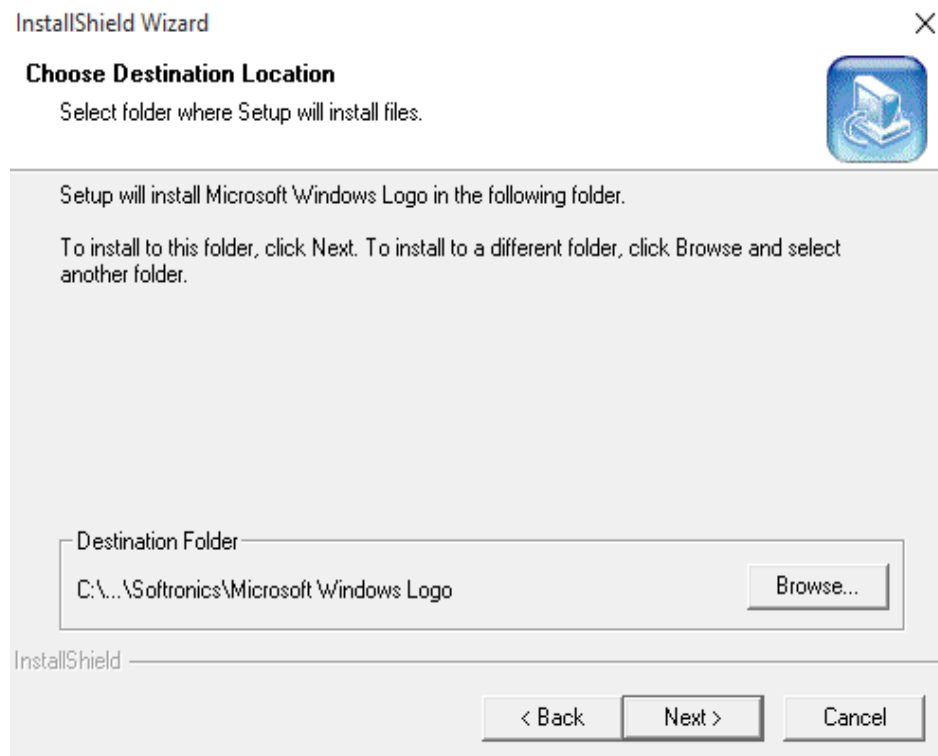 InstallShield Wizard
Choose Destination Location
Select folder where Setup will install files.
Setup will install Microsoft Windows Logo in the following folder.
To install to this folder, click Next. To install to a different folder, click Browse and select
another folder.
Destination Folder
C:\...\Softronics\Microsoft Windows Logo
Browse...
InstallShield
< Back
Next >
Cancel